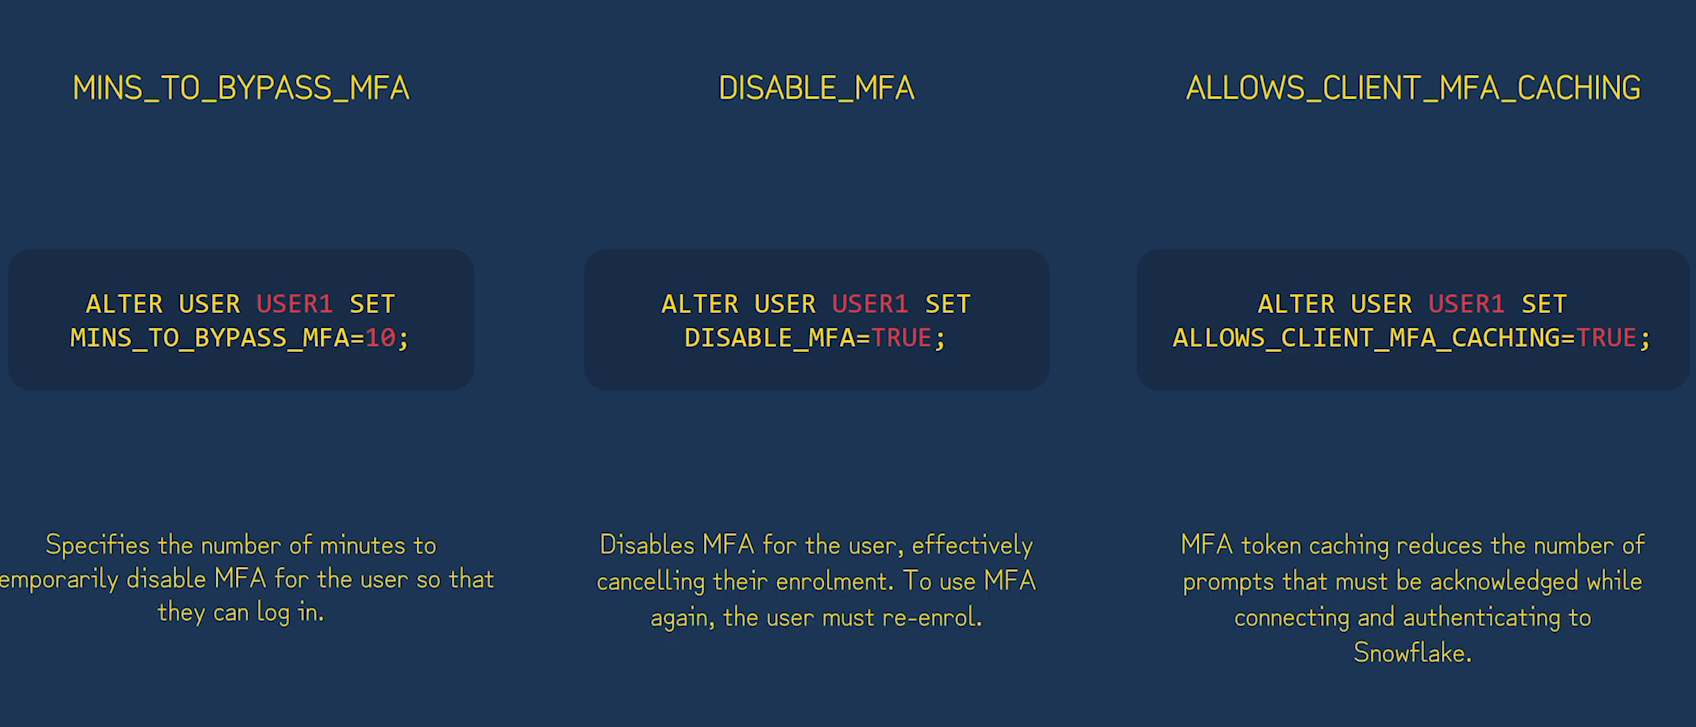 MINS_TO_BYPASS_MFA
ALTER USER USER1 SET
MINS_TO_BYPASS_MFA=10;
Specifies the number of minutes to
emporarily disable MFA for the user so that
they can log in.
DISABLE_MFA
ALTER USER USER1 SET
DISABLE_MFA=TRUE;
Disables MFA for the user, effectively
cancelling their enrolment. To use MFA
again, the user must re-enrol.
ALLOWS_CLIENT_MFA_CACHING
ALTER USER USER1 SET
ALLOWS_CLIENT_MFA_CACHING=TRUE;
MFA token caching reduces the number of
prompts that must be acknowledged while
connecting and authenticating to
Snowflake.